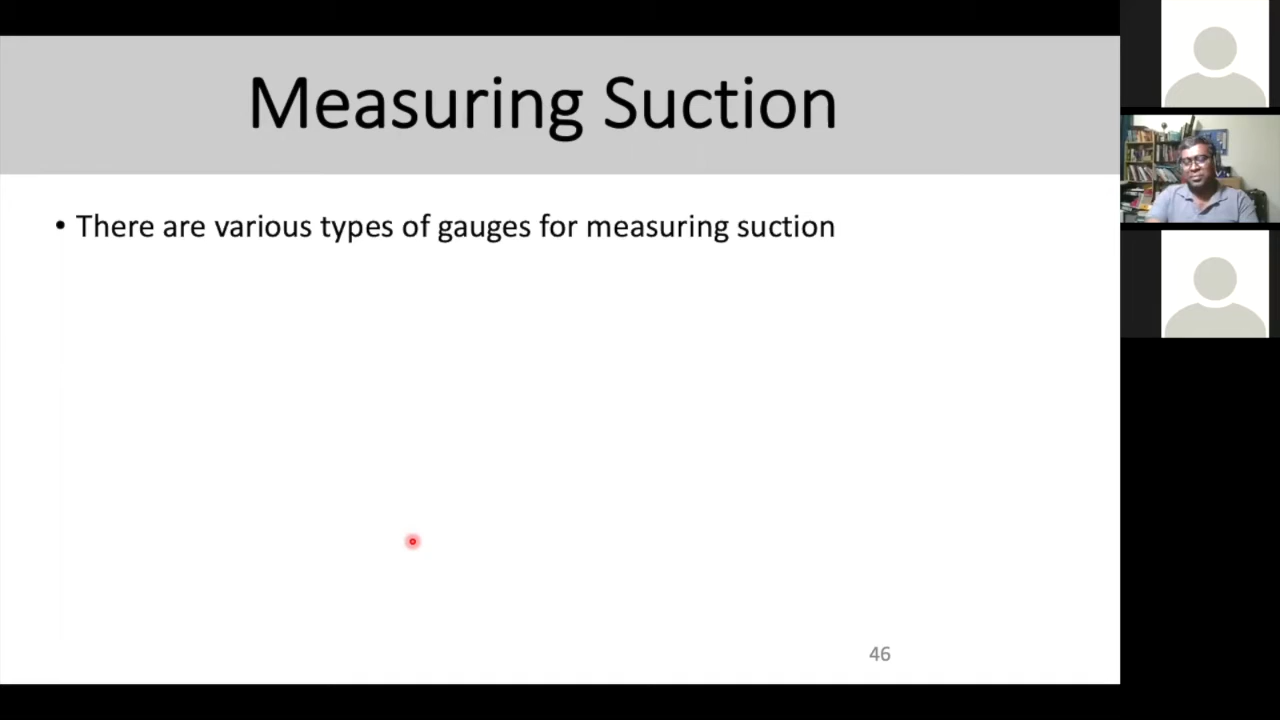 Measuring Suction
• There are various types of gauges for measuring suction
46